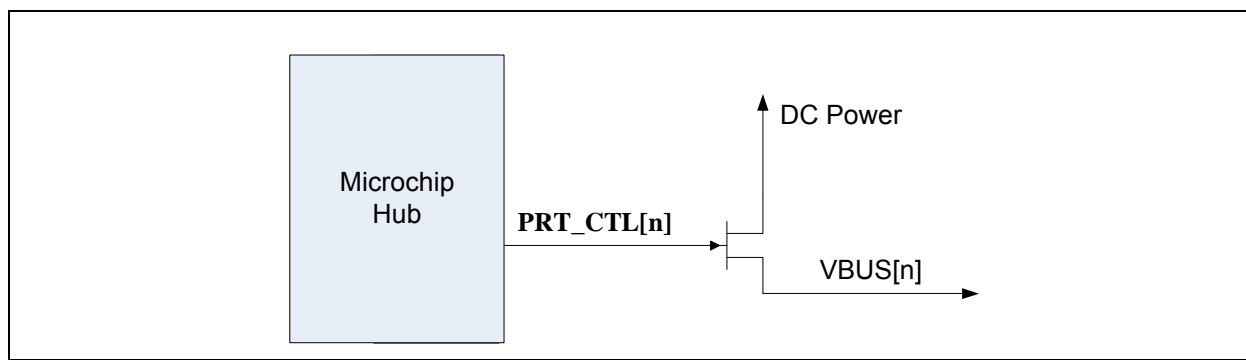 DC Power
Microchip
Hub
PRT_CTL[n]
VBUS[n]